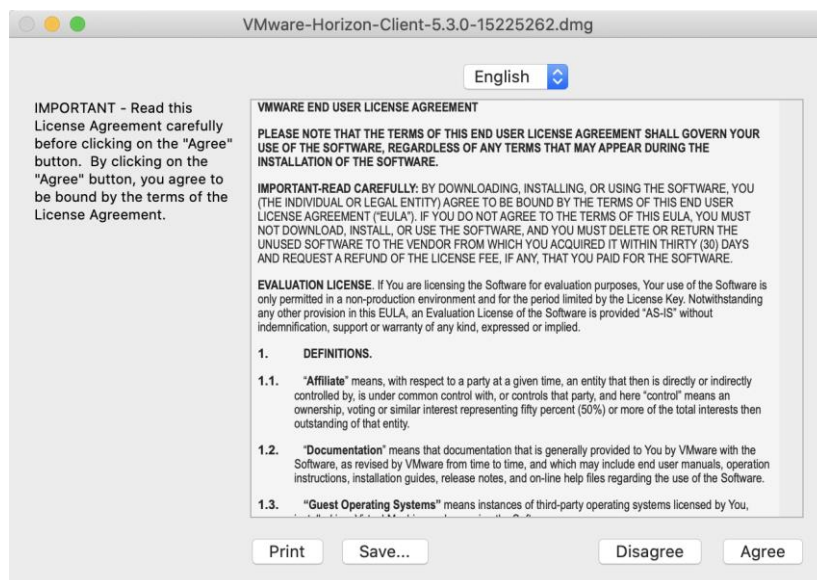 VMware-Horizon-Client-5.3.0-15225262.dmg
English
IMPORTANT - Read this
License Agreement carefully
before clicking on the "Agree"
button. By clicking on the
"Agree" button, you agree to
be bound by the terms of the
License Agreement.
VMWARE END USER LICENSE AGREEMENT
PLEASE NOTE THAT THE TERMS OF THIS END USER LICENSE AGREEMENT SHALL GOVERN YOUR
USE OF THE SOFTWARE, REGARDLESS OF ANY TERMS THAT MAY APPEAR DURING THE
INSTALLATION OF THE SOFTWARE.
IMPORTANT-READ CAREFULLY: BY DOWNLOADING, INSTALLING, OR USING THE SOFTWARE, YOU
(THE INDIVIDUAL OR LEGAL ENTITY) AGREE TO BE BOUND BY THE TERMS OF THIS END USER
LICENSE AGREEMENT (“EULA”). IF YOU DO NOT AGREE TO THE TERMS OF THIS EULA, YOU MUST
NOT DOWNLOAD, INSTALL, OR USE THE SOFTWARE, AND YOU MUST DELETE OR RETURN THE
UNUSED SOFTWARE TO THE VENDOR FROM WHICH YOU ACQUIRED IT WITHIN THIRTY (30) DAYS
AND REQUEST A REFUND OF THE LICENSE FEE, IF ANY, THAT YOU PAID FOR THE SOFTWARE.
EVALUATION LICENSE. If You are licensing the Software for evaluation purposes, Your use of the Software is
only permitted in a non-production environment and for the period limited by the License Key. Notwithstanding
any other provision in this EULA, an Evaluation License of the Software is provided “AS-IS” without
indemnification, support or warranty of any kind, expressed or implied.
1. DEFINITIONS.
1.1. “Affiliate” means, with respect to a party at a given time, an entity that then is directly or indirectly
controlled by, is under common control with, or controls that party, and here “control” means an
ownership, voting or similar interest representing fifty percent (50%) or more of the total interests then
outstanding of that entity.
1.2. “Documentation” means that documentation that is generally provided to You by VMware with the
Software, as revised by VMware from time to time, and which may include end user manuals, operation
instructions, installation guides, release notes, and on-line help files regarding the use of the Software.
1.3. “Guest Operating Systems” means instances of third-party operating systems licensed by You,
Print Save... Disagree Agree